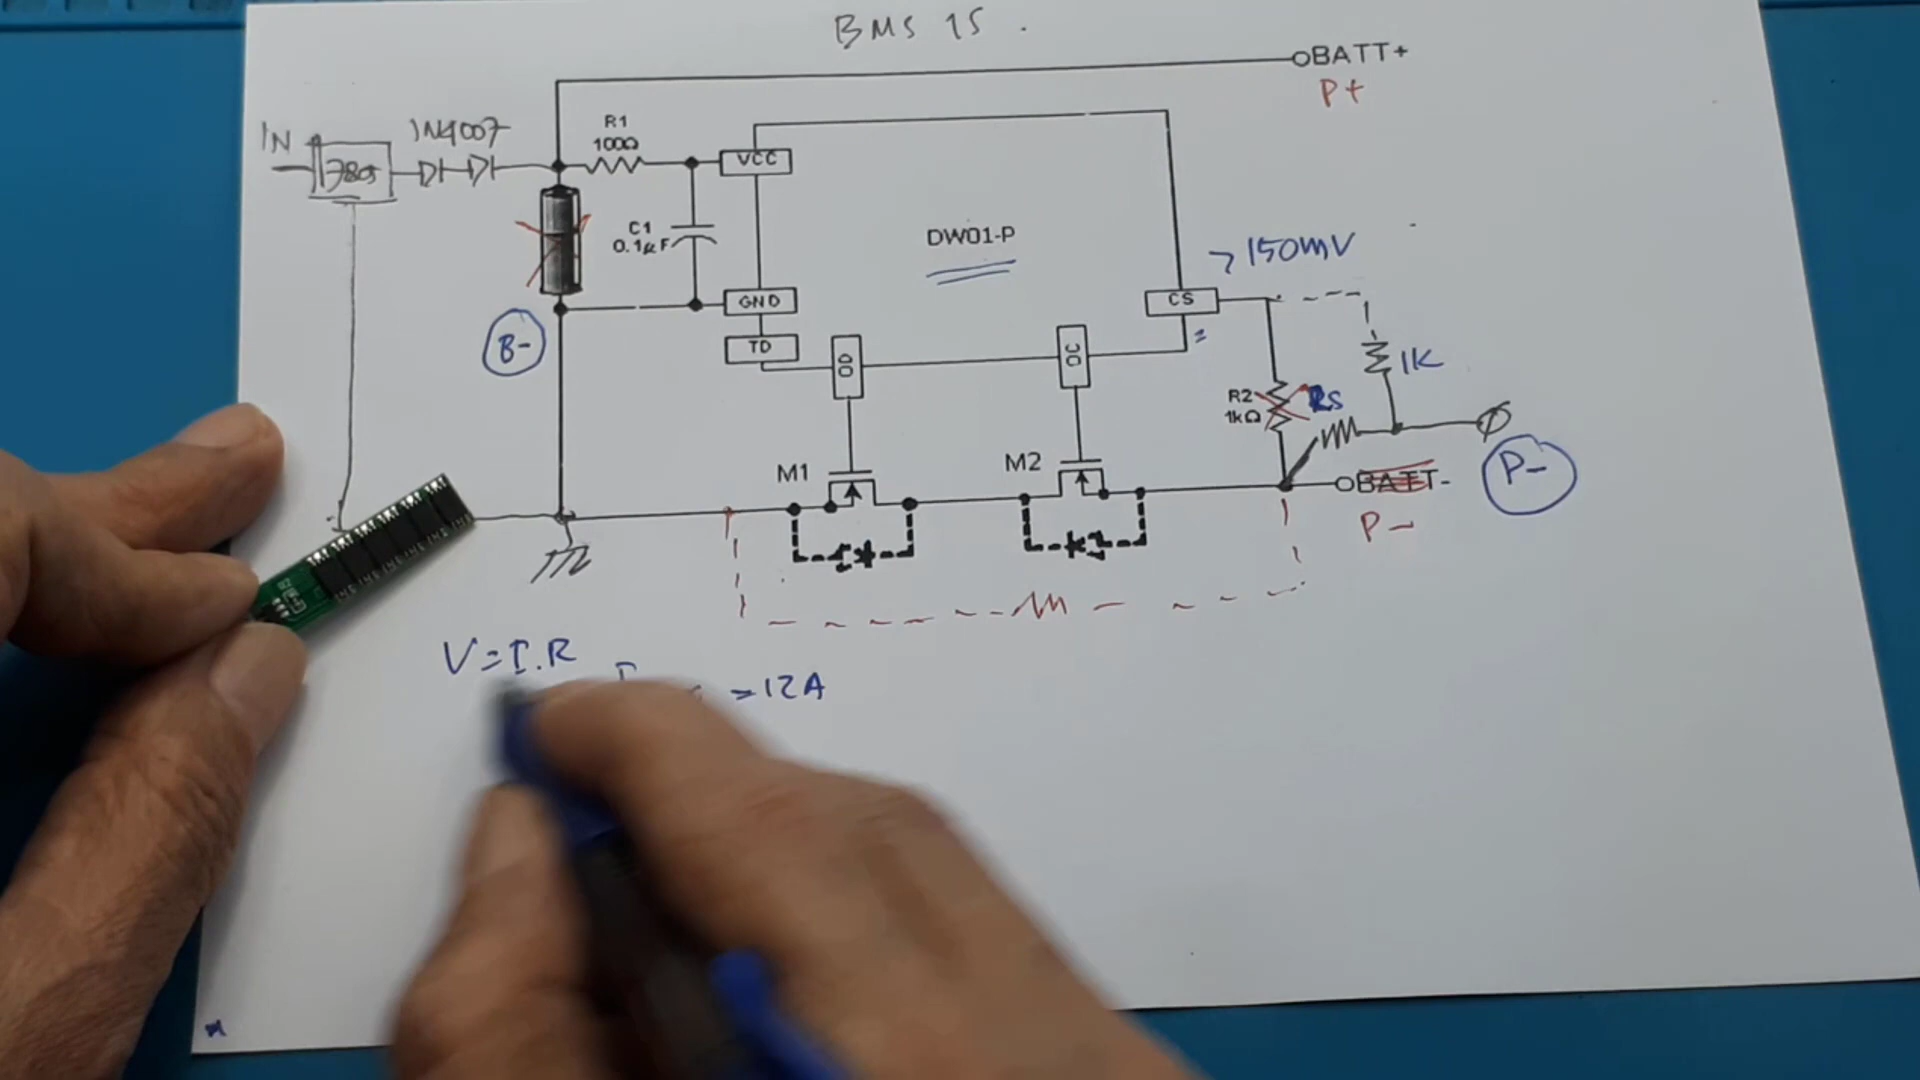 BMS 1S .
BATT+
P+
IN
7805
1N4007
R1
100Ω
VCC
C1
0.1µF
DW01-P
>150mV
GND
CS
B-
TD
OD
OC
=
1K
R2
1kΩ
RS
M1
M2
BATT-
P-
P-
V=I.R
I
=12A